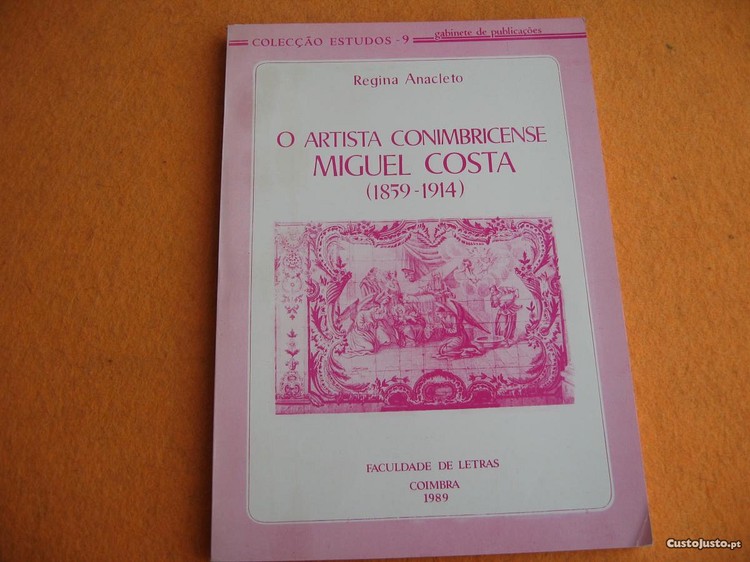 COLECÇÃO ESTUDOS - 9
gabinete de publicações
Regina Anacleto
O ARTISTA CONIMBRICENSE
MIGUEL COSTA
(1859-1914)
FACULDADE DE LETRAS
COIMBRA
1989
CustoJusto.pt